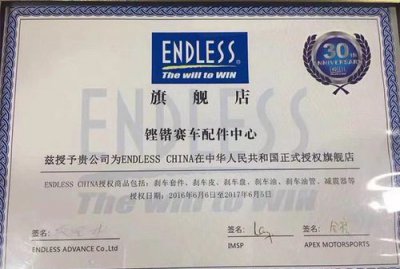 ENDLESS®
The will to WIN
30TH
ANNIVERSARY
旗舰店
铿锵赛车配件中心
兹授予贵公司为ENDLESS CHINA在中华人民共和国正式授权旗舰店
ENDLESS CHINA授权商品包括：刹车套件、刹车皮、刹车盘、刹车油、刹车油管、减震器等
授权日期：2016年6月6日至2017年6月5日
签名：
签名：
签名：
ENDLESS ADVANCE Co.,Ltd
IMSP
APEX MOTORSPORTS